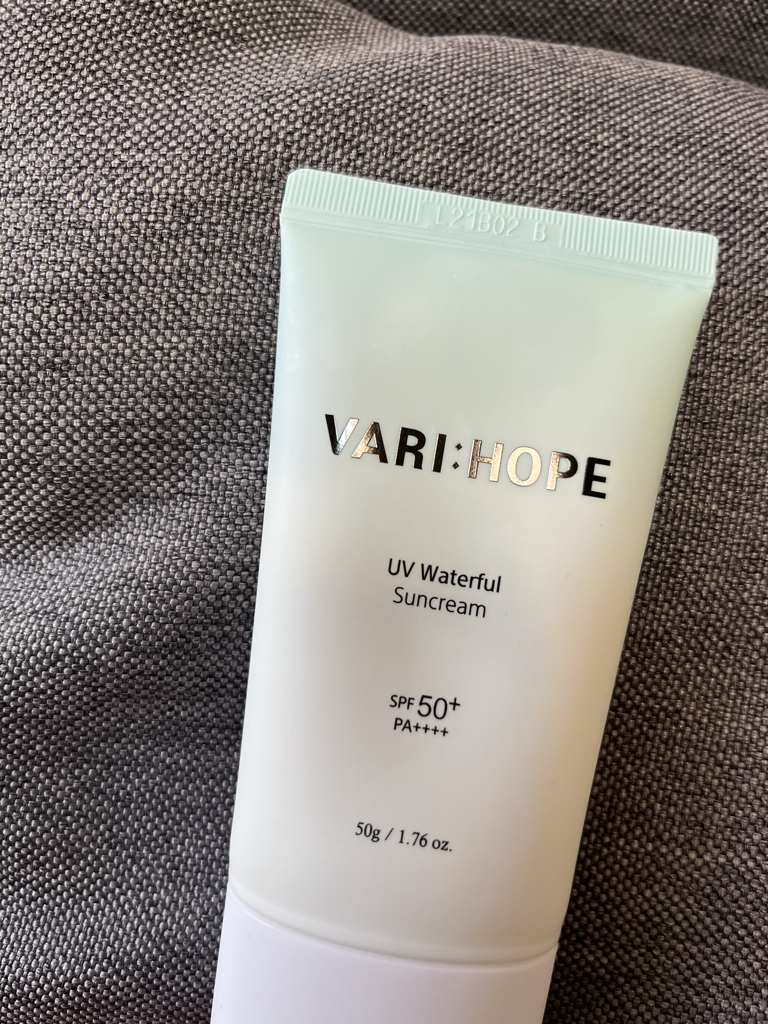 L21B02 B
VARI:HOPE
UV Waterful
Suncream
SPF 50+
PA++++
50g / 1.76 oz.